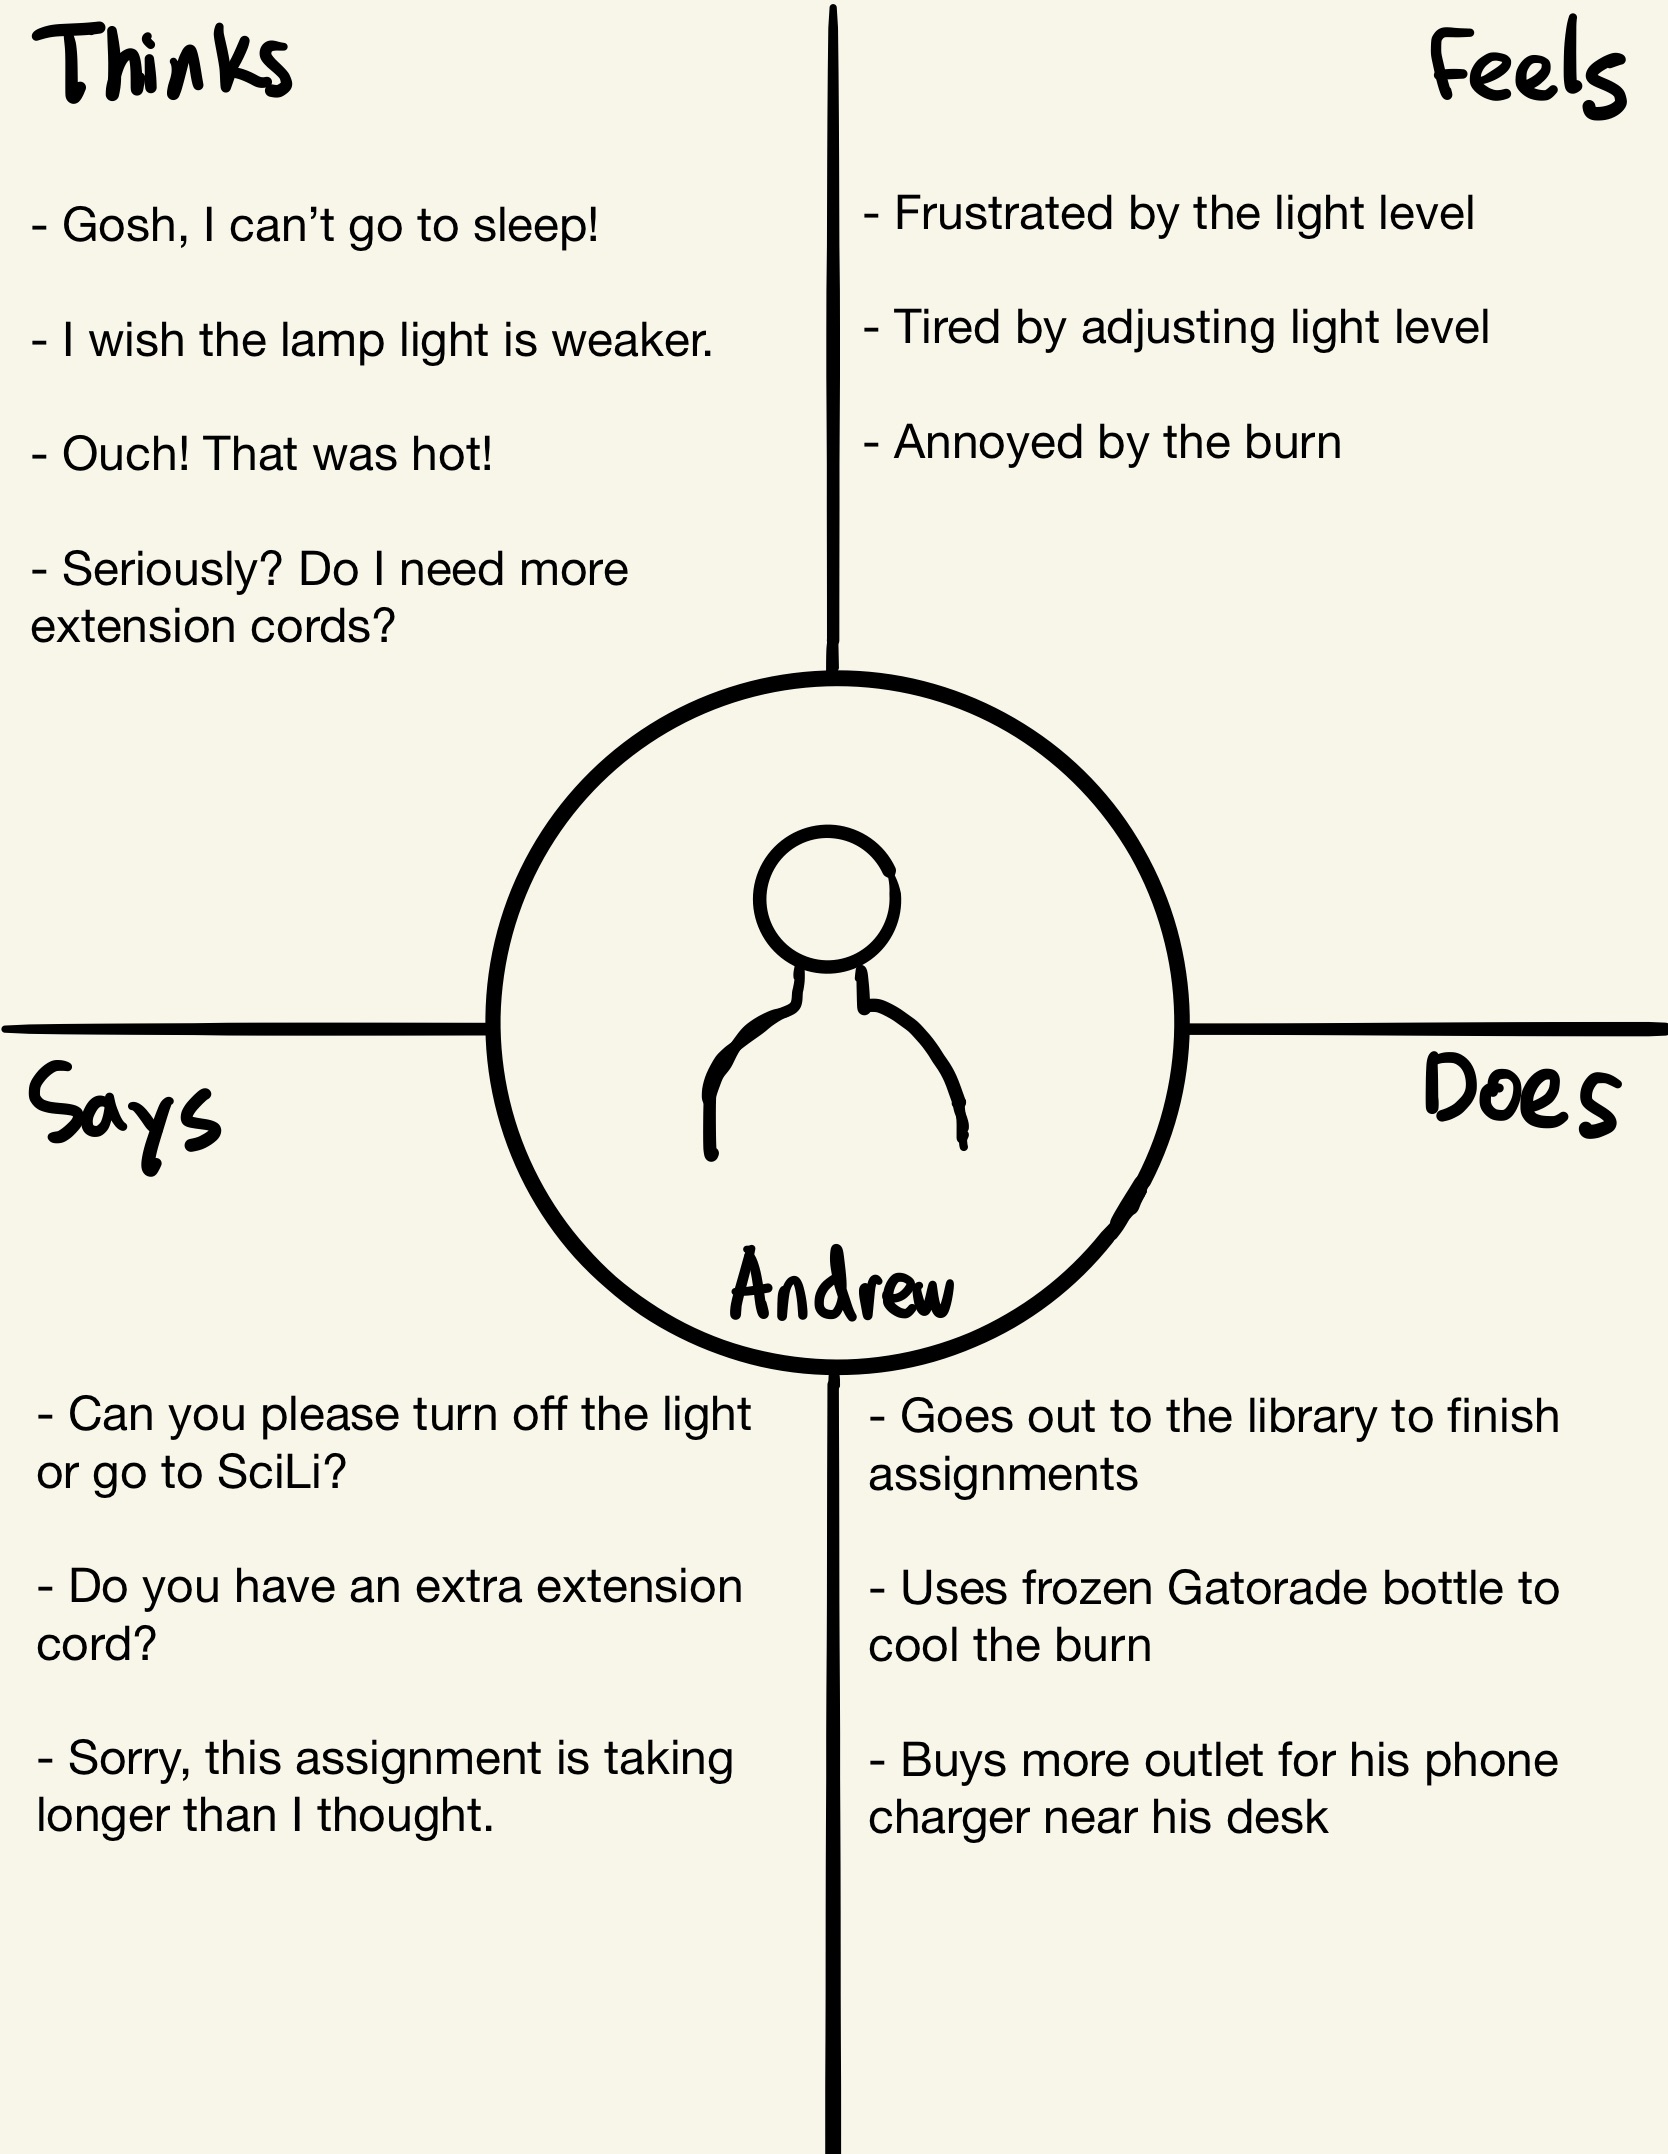 Thinks
- Gosh, I can’t go to sleep!
- I wish the lamp light is weaker.
- Ouch! That was hot!
- Seriously? Do I need more
extension cords?
Feels
- Frustrated by the light level
- Tired by adjusting light level
- Annoyed by the burn
Andrew
Says
- Can you please turn off the light
or go to SciLi?
- Do you have an extra extension
cord?
- Sorry, this assignment is taking
longer than I thought.
Does
- Goes out to the library to finish
assignments
- Uses frozen Gatorade bottle to
cool the burn
- Buys more outlet for his phone
charger near his desk